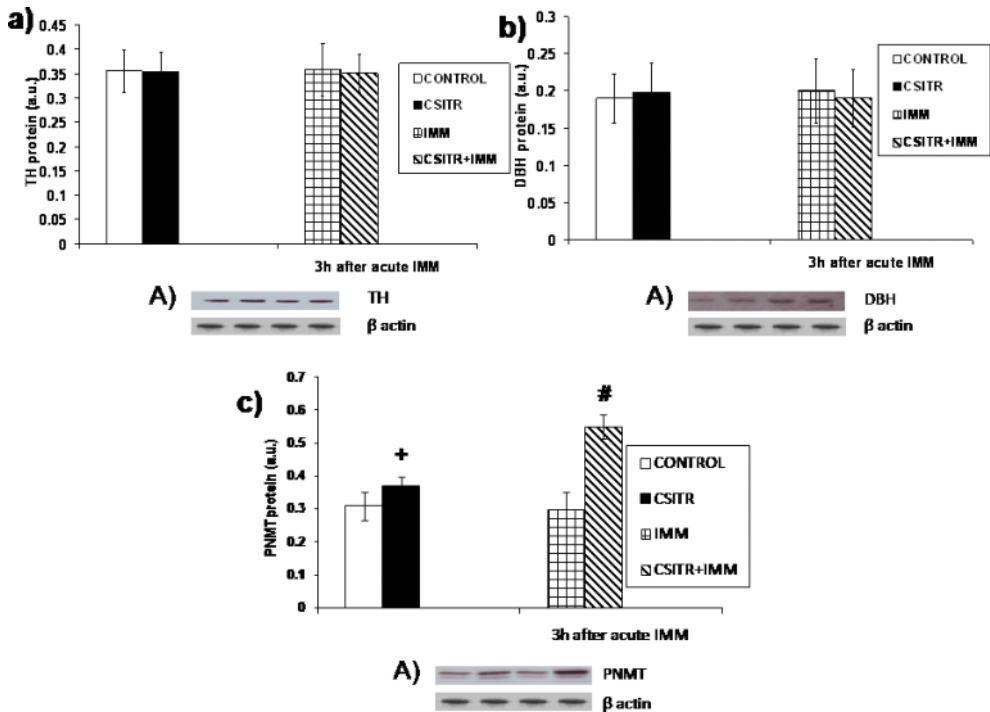 a)
TH protein (a.u.)
0.45
0.4
0.35
0.3
0.25
0.2
0.15
0.1
0.05
0
3h after acute IMM
CONTROL
CSITR
IMM
CSITR+IMM
A)
TH
β actin
b)
DBH protein (a.u.)
0.3
0.25
0.2
0.15
0.1
0.05
0
3h after acute IMM
CONTROL
CSITR
IMM
CSITR+IMM
A)
DBH
β actin
c)
PNMT protein (a.u.)
0.7
0.6
0.5
0.4
0.3
0.2
0.1
0
+
#
3h after acute IMM
CONTROL
CSITR
IMM
CSITR+IMM
A)
PNMT
β actin